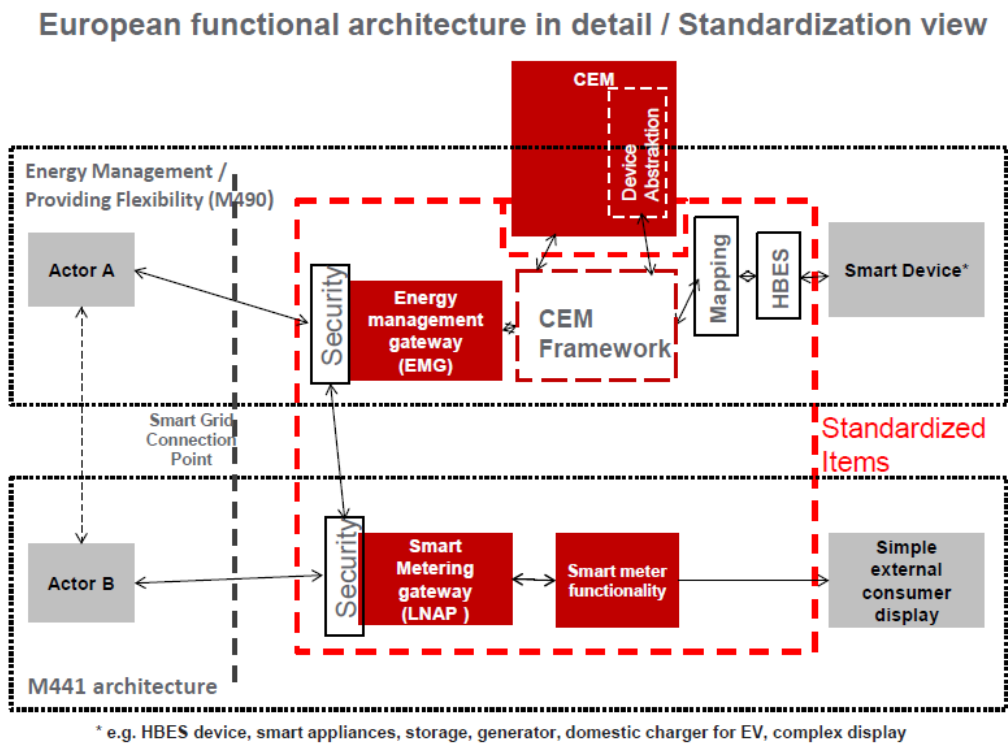 European functional architecture in detail / Standardization view
CEM
Device
Abstraktion
Energy Management /
Providing Flexibility (M490)
Actor A
Security
Energy
management
gateway
(EMG)
CEM
Framework
Mapping
HBES
Smart Device*
Smart Grid
Connection
Point
Standardized
Items
Actor B
Security
Smart
Metering
gateway
(LNAP )
Smart meter
functionality
Simple
external
consumer
display
M441 architecture
* e.g. HBES device, smart appliances, storage, generator, domestic charger for EV, complex display